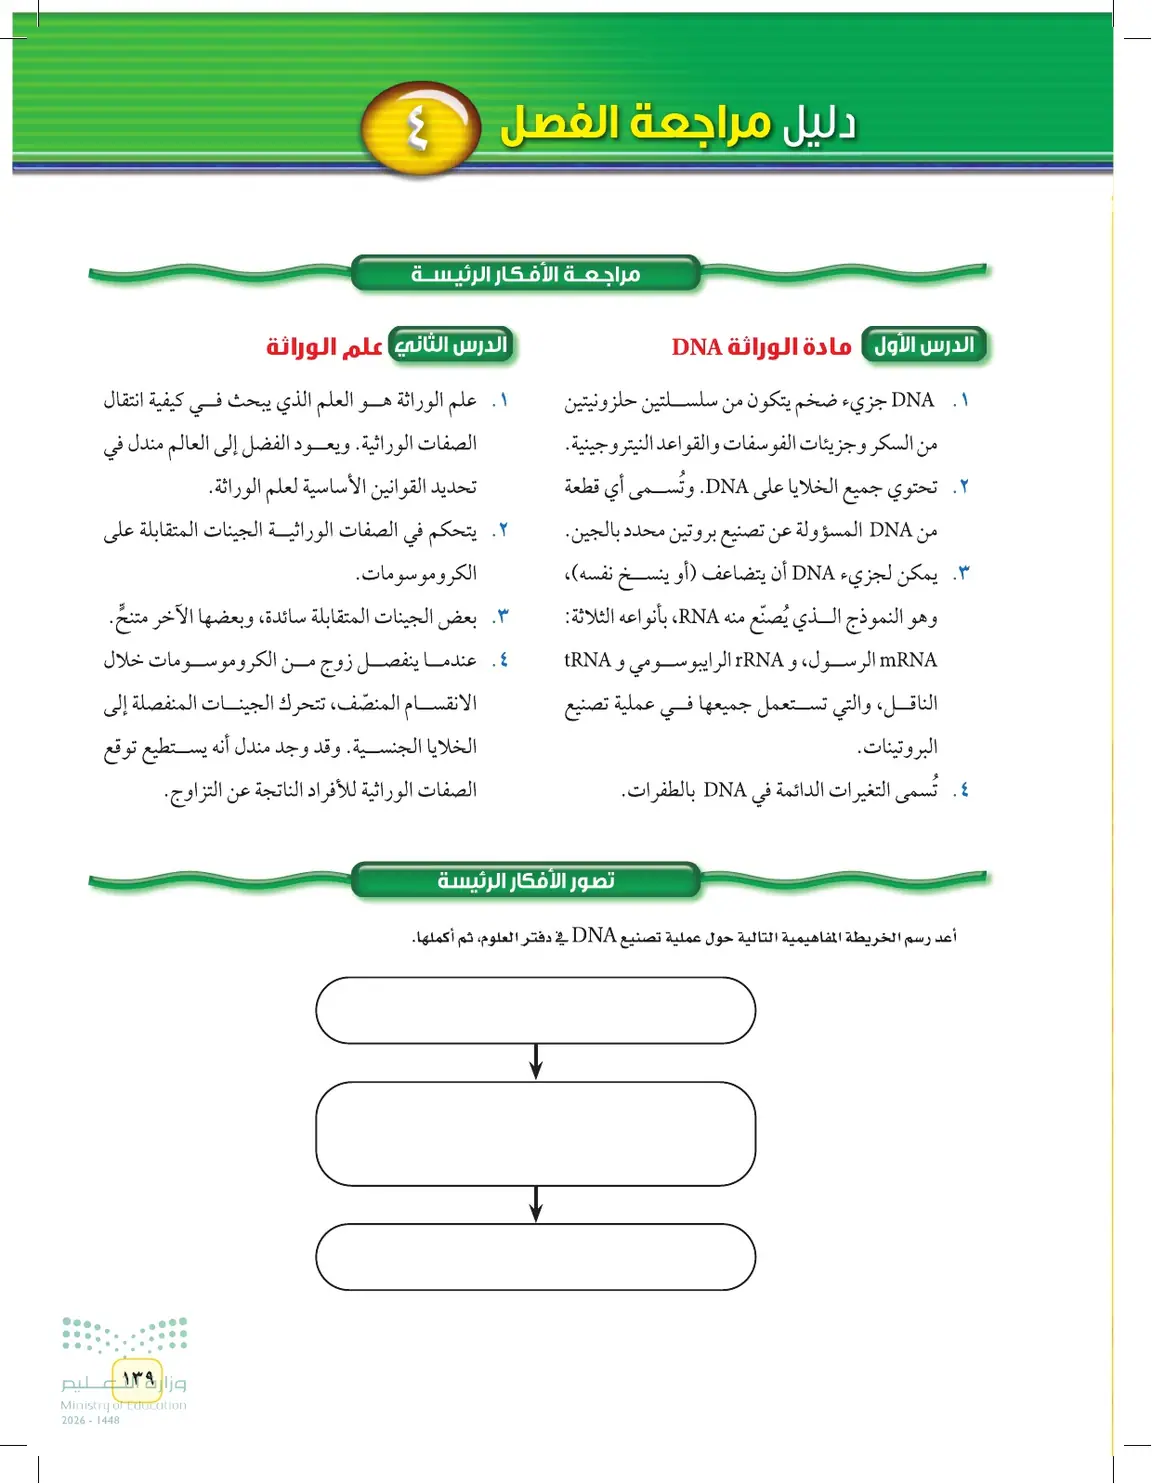 دليل مراجعة الفصل ٤
مراجعة الأفكار الرئيسة
الدرس الأول مادة الوراثة DNA
١. DNA جزيء ضخم يتكون من سلسلتين حلزونيتين
من السكر وجزيئات الفوسفات والقواعد النيتروجينية.
٢. تحتوي جميع الخلايا على DNA. وتُسمى أي قطعة
من DNA المسؤولة عن تصنيع بروتين محدد بالجين.
٣. يمكن لجزيء DNA أن يتضاعف (أو ينسخ نفسه)،
وهو النموذج الذي يُصنّع منه RNA، بأنواعه الثلاثة:
mRNA الرسول، و rRNA الرايبوسومي و tRNA
الناقل، والتي تستعمل جميعها في عملية تصنيع
البروتينات.
٤. تُسمى التغيرات الدائمة في DNA بالطفرات.
الدرس الثاني علم الوراثة
١. علم الوراثة هو العلم الذي يبحث في كيفية انتقال
الصفات الوراثية. ويعود الفضل إلى العالم مندل في
تحديد القوانين الأساسية لعلم الوراثة.
٢. يتحكم في الصفات الوراثية الجينات المتقابلة على
الكروموسومات.
٣. بعض الجينات المتقابلة سائدة، وبعضها الآخر متنحٍّ.
٤. عندما ينفصل زوج من الكروموسومات خلال
الانقسام المنصّف، تتحرك الجينات المنفصلة إلى
الخلايا الجنسية. وقد وجد مندل أنه يستطيع توقع
الصفات الوراثية للأفراد الناتجة عن التزاوج.
تصور الأفكار الرئيسة
أعد رسم الخريطة المفاهيمية التالية حول عملية تصنيع DNA في دفتر العلوم، ثم أكملها.
وزارة التعليم
١٣٩
Ministry of Education
2026 - 1448